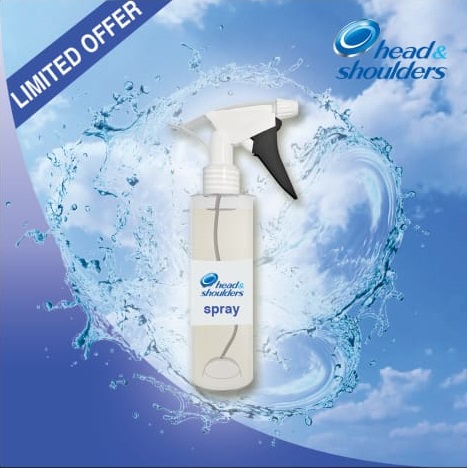 LIMITED OFFER
head&
shoulders
head&
shoulders
spray